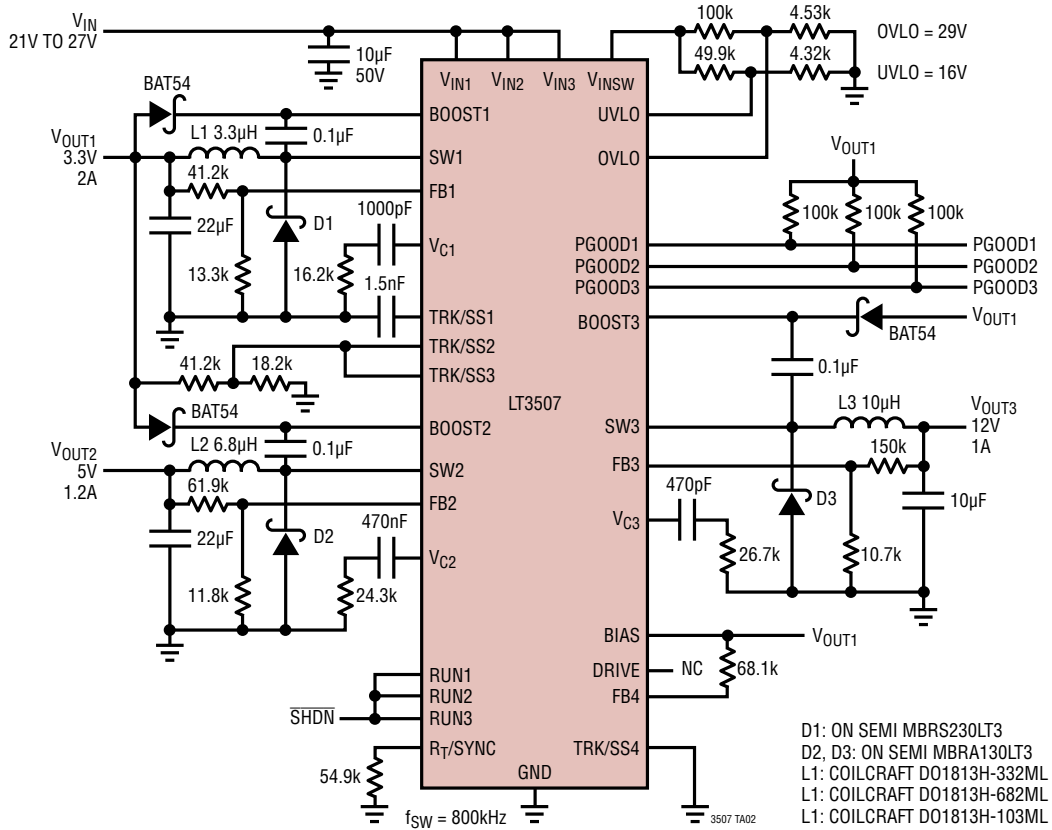 VIN
21V TO 27V
10µF
50V
100k
4.53k
OVLO = 29V
49.9k
4.32k
UVLO = 16V
VIN1
VIN2
VIN3
VINSW
BAT54
BOOST1
UVLO
VOUT1
3.3V
2A
L1 3.3µH
0.1µF
SW1
OVLO
VOUT1
41.2k
FB1
22µF
D1
1000pF
100k
100k
100k
13.3k
16.2k
VC1
PGOOD1
PGOOD1
PGOOD2
PGOOD2
1.5nF
PGOOD3
PGOOD3
TRK/SS1
BOOST3
VOUT1
BAT54
TRK/SS2
41.2k
18.2k
TRK/SS3
0.1µF
LT3507
BAT54
BOOST2
SW3
L3 10µH
VOUT3
12V
1A
VOUT2
5V
1.2A
L2 6.8µH
0.1µF
SW2
FB3
150k
61.9k
FB2
470pF
D3
10µF
22µF
D2
470nF
VC3
VC2
26.7k
10.7k
11.8k
24.3k
BIAS
VOUT1
DRIVE
NC
68.1k
FB4
RUN1
RUN2
SHDN
RUN3
RT/SYNC
TRK/SS4
54.9k
GND
fSW = 800kHz
3507 TA02
D1: ON SEMI MBRS230LT3
D2, D3: ON SEMI MBRA130LT3
L1: COILCRAFT DO1813H-332ML
L1: COILCRAFT DO1813H-682ML
L1: COILCRAFT DO1813H-103ML